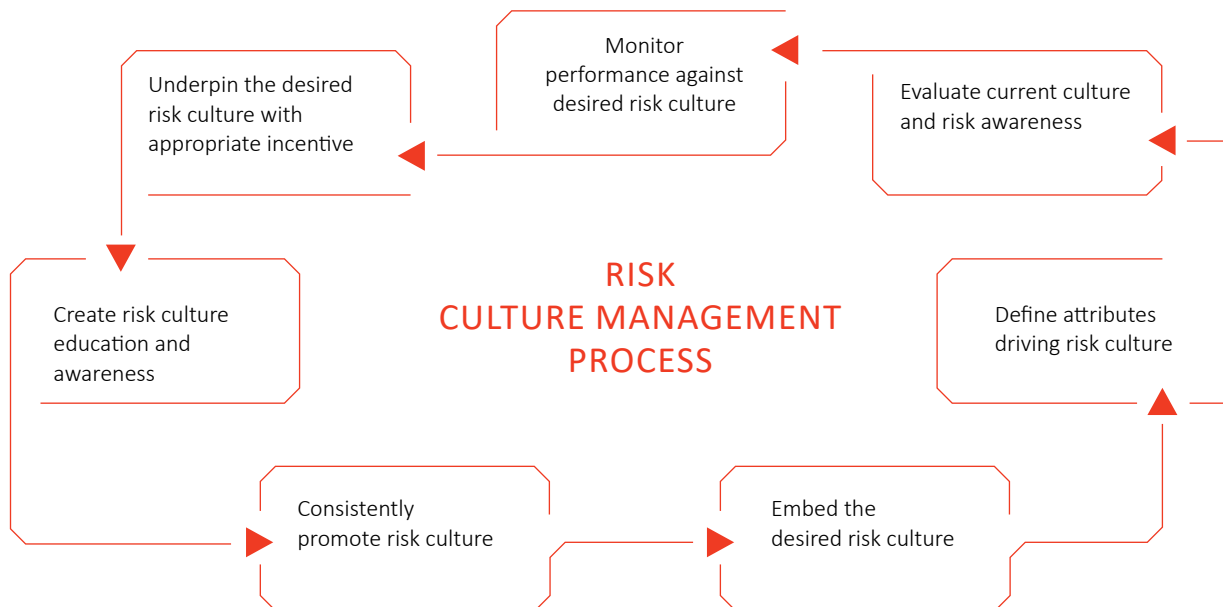 Monitor
performance against
desired risk culture
Underpin the desired
risk culture with
appropriate incentive
Evaluate current culture
and risk awareness
RISK
CULTURE MANAGEMENT
PROCESS
Create risk culture
education and
awareness
Define attributes
driving risk culture
Consistently
promote risk culture
Embed the
desired risk culture